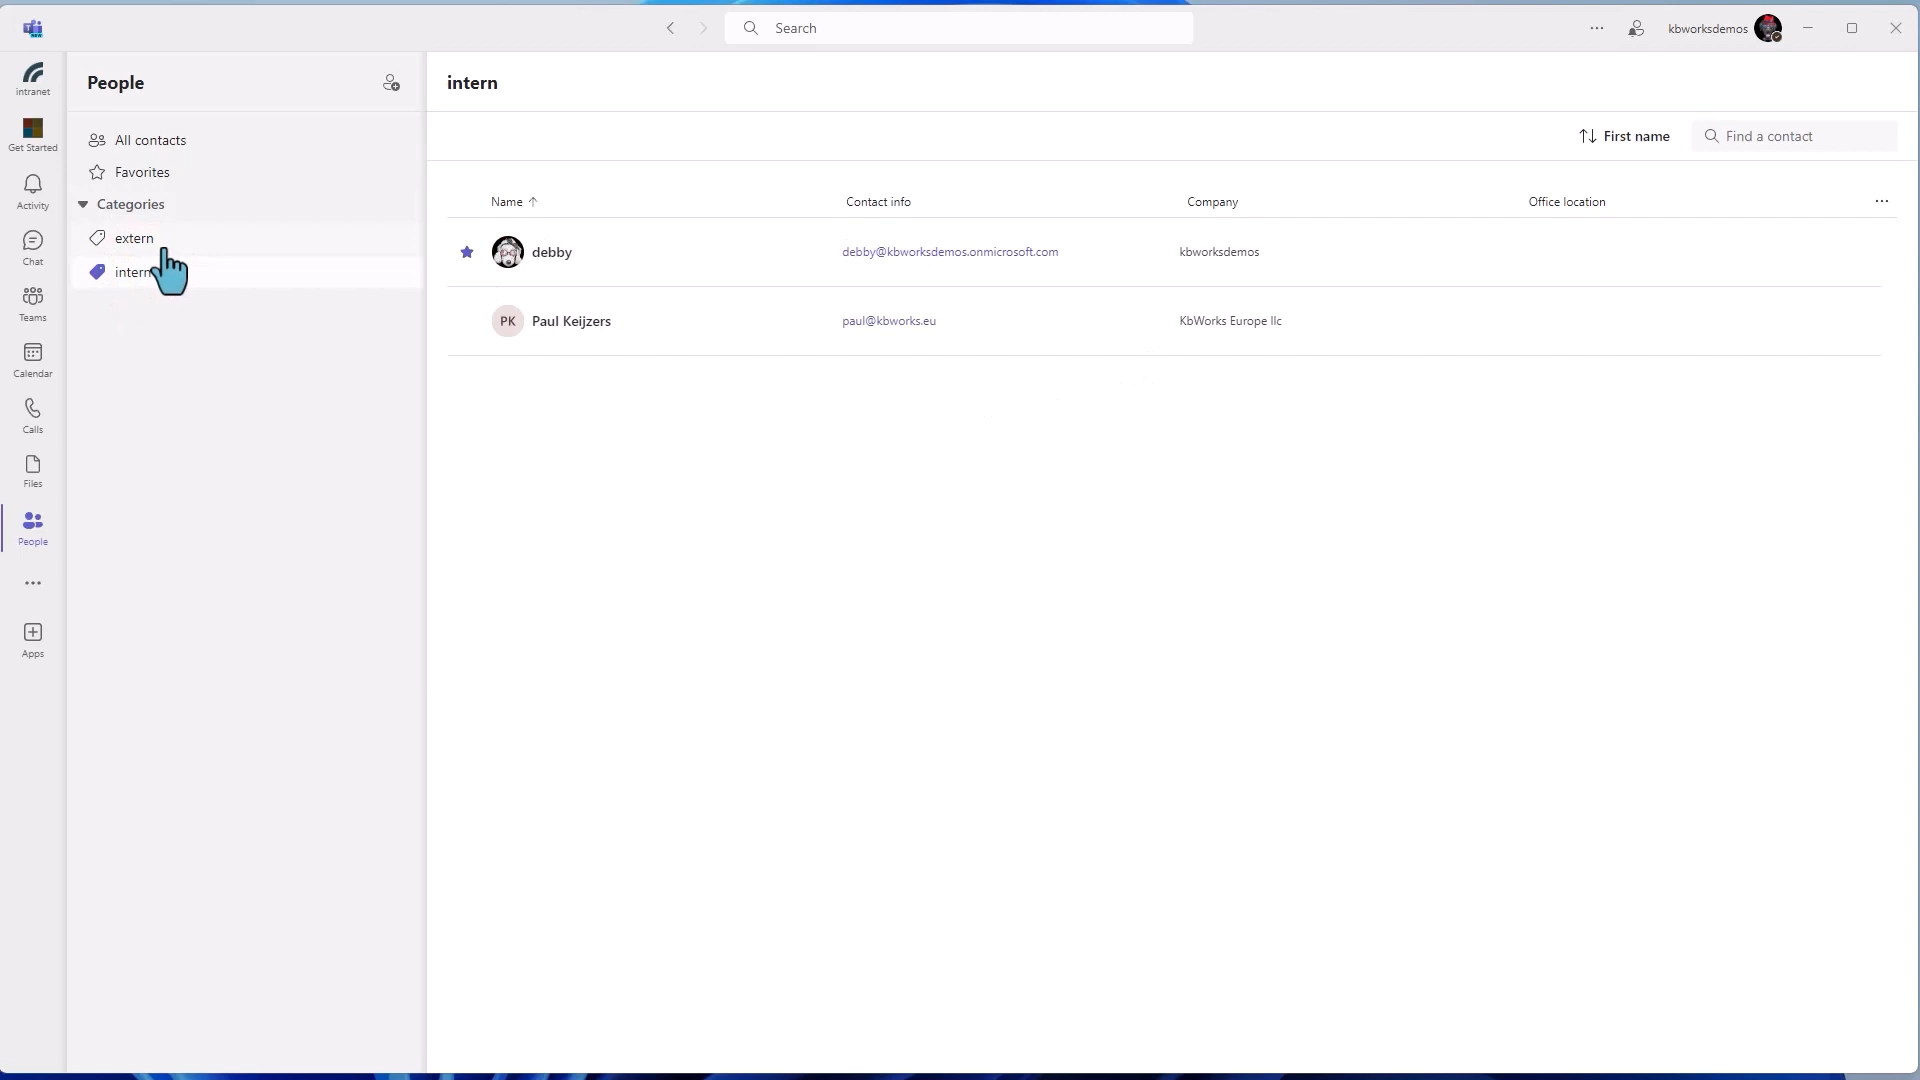 Search
kbworksdemos
intranet
Get Started
Activity
Chat
Teams
Calendar
Calls
Files
People
Apps
People
All contacts
Favorites
Categories
extern
intern
intern
First name
Find a contact
Name Contact info Company Office location
debby debby@kbworksdemos.onmicrosoft.com kbworksdemos
PK Paul Keijzers paul@kbworks.eu KbWorks Europe llc